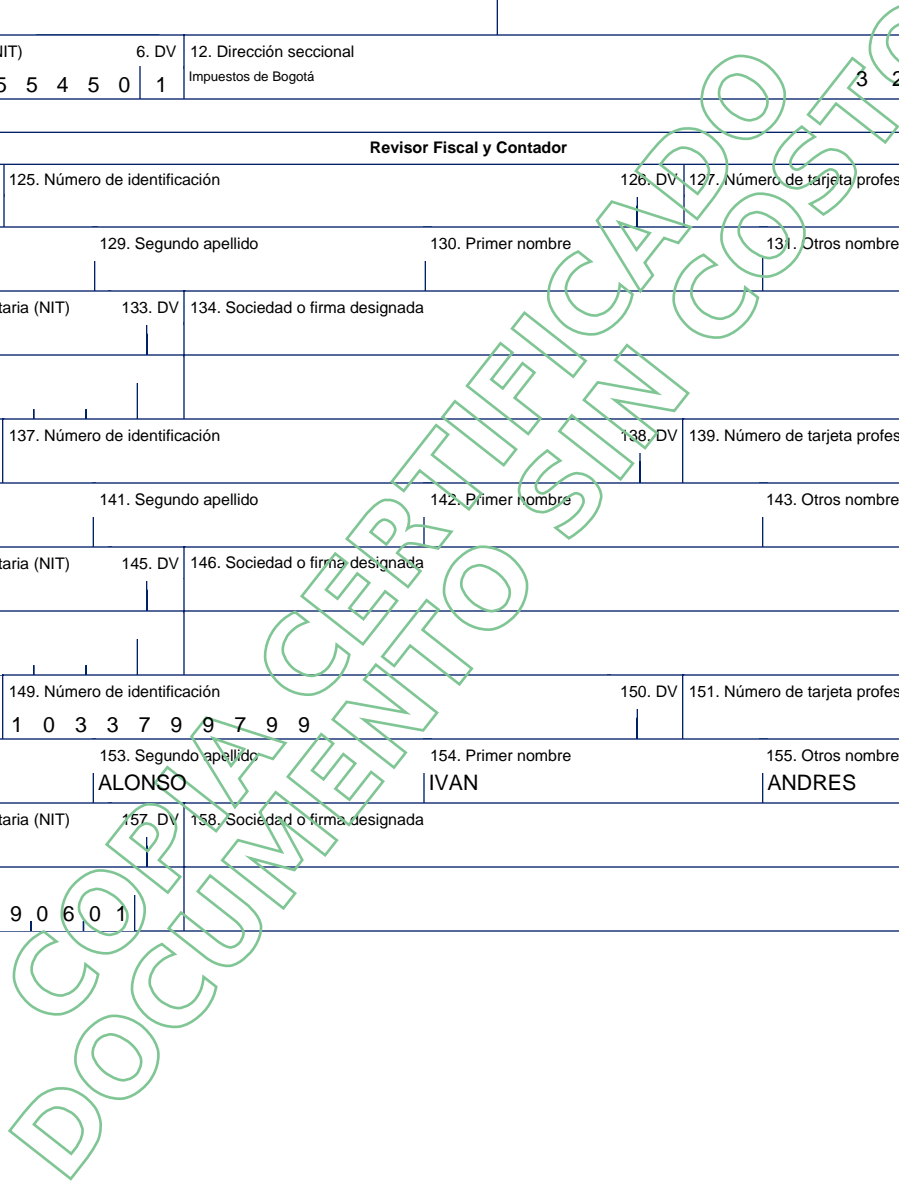 NIT) 6. DV 12. Dirección seccional
5 5 4 5 0 1 Impuestos de Bogotá 3 2
Revisor Fiscal y Contador
125. Número de identificación 126. DV 127. Número de tarjeta profes
129. Segundo apellido 130. Primer nombre 131. Otros nombre
taria (NIT) 133. DV 134. Sociedad o firma designada
137. Número de identificación 138. DV 139. Número de tarjeta profes
141. Segundo apellido 142. Primer nombre 143. Otros nombre
taria (NIT) 145. DV 146. Sociedad o firma designada
149. Número de identificación 150. DV 151. Número de tarjeta profes
1 0 3 3 7 9 9 7 9 9
153. Segundo apellido 154. Primer nombre 155. Otros nombre
ALONSO IVAN ANDRES
taria (NIT) 157. DV 158. Sociedad o firma designada
9 0 6 0 1
COPIA CERTIFICADO
DOCUMENTO SIN COSTO